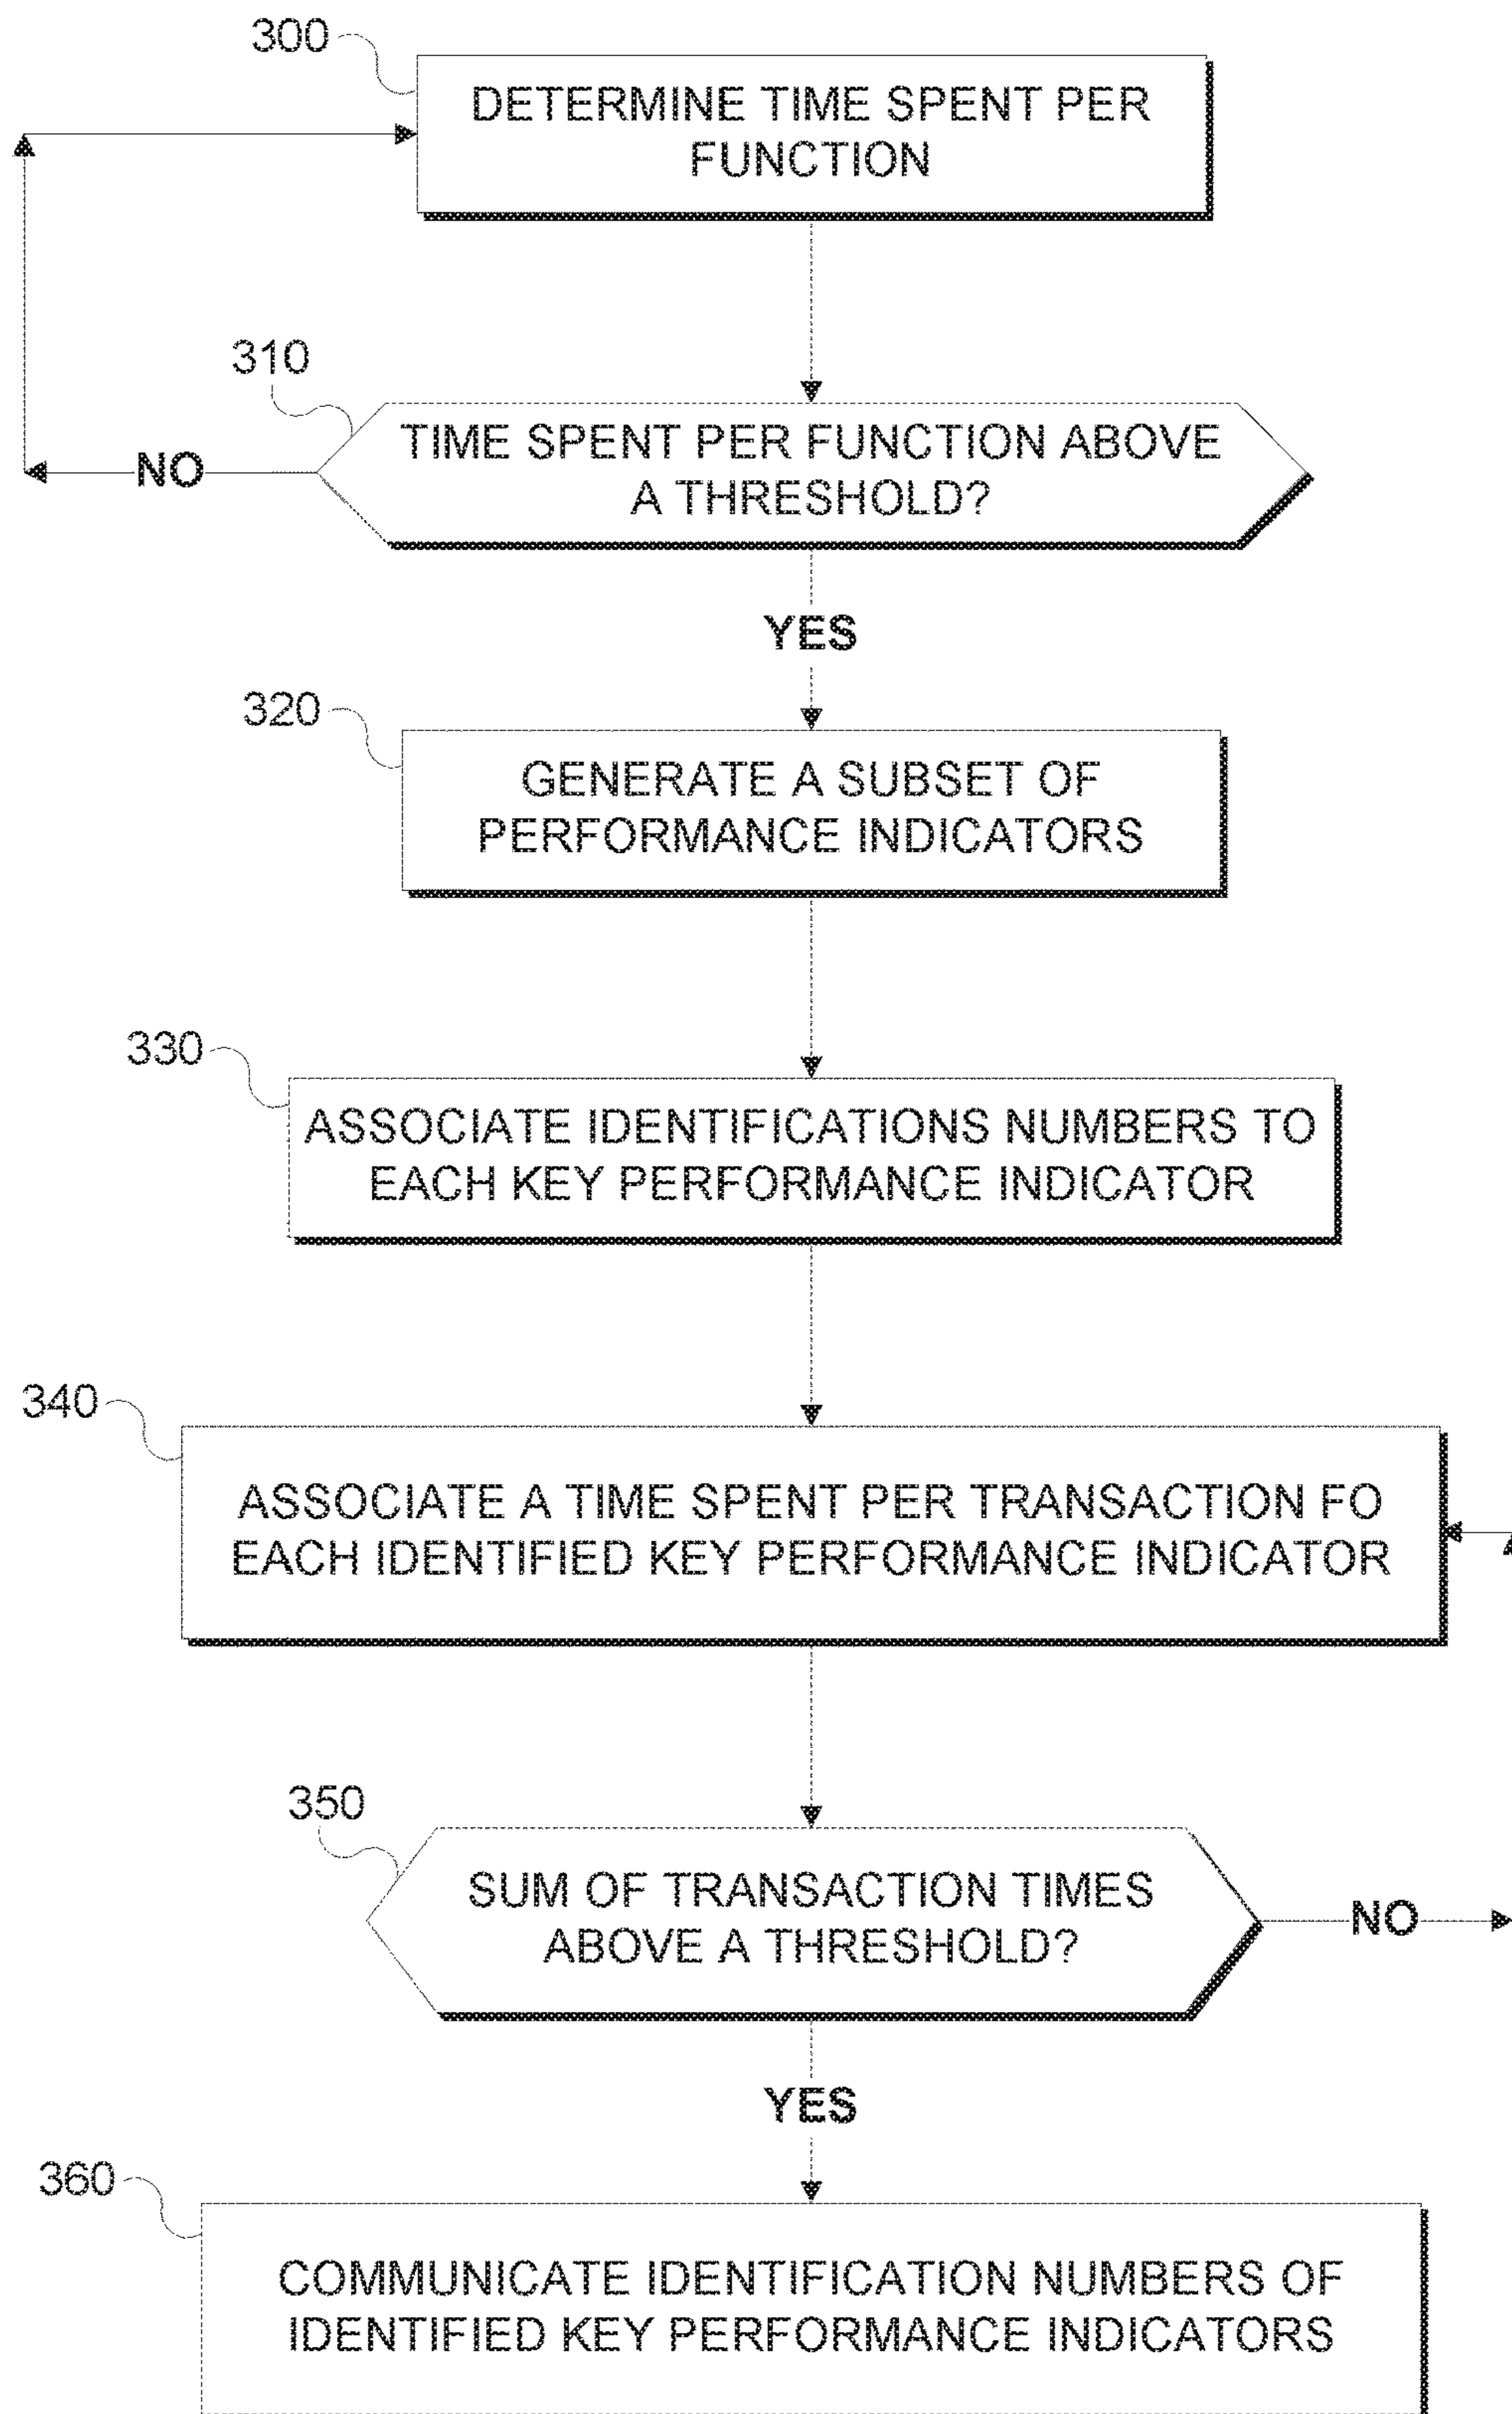 300
DETERMINE TIME SPENT PER
FUNCTION
310
TIME SPENT PER FUNCTION ABOVE
A THRESHOLD?
NO
YES
320
GENERATE A SUBSET OF
PERFORMANCE INDICATORS
330
ASSOCIATE IDENTIFICATIONS NUMBERS TO
EACH KEY PERFORMANCE INDICATOR
340
ASSOCIATE A TIME SPENT PER TRANSACTION FO
EACH IDENTIFIED KEY PERFORMANCE INDICATOR
350
SUM OF TRANSACTION TIMES
ABOVE A THRESHOLD?
NO
YES
360
COMMUNICATE IDENTIFICATION NUMBERS OF
IDENTIFIED KEY PERFORMANCE INDICATORS